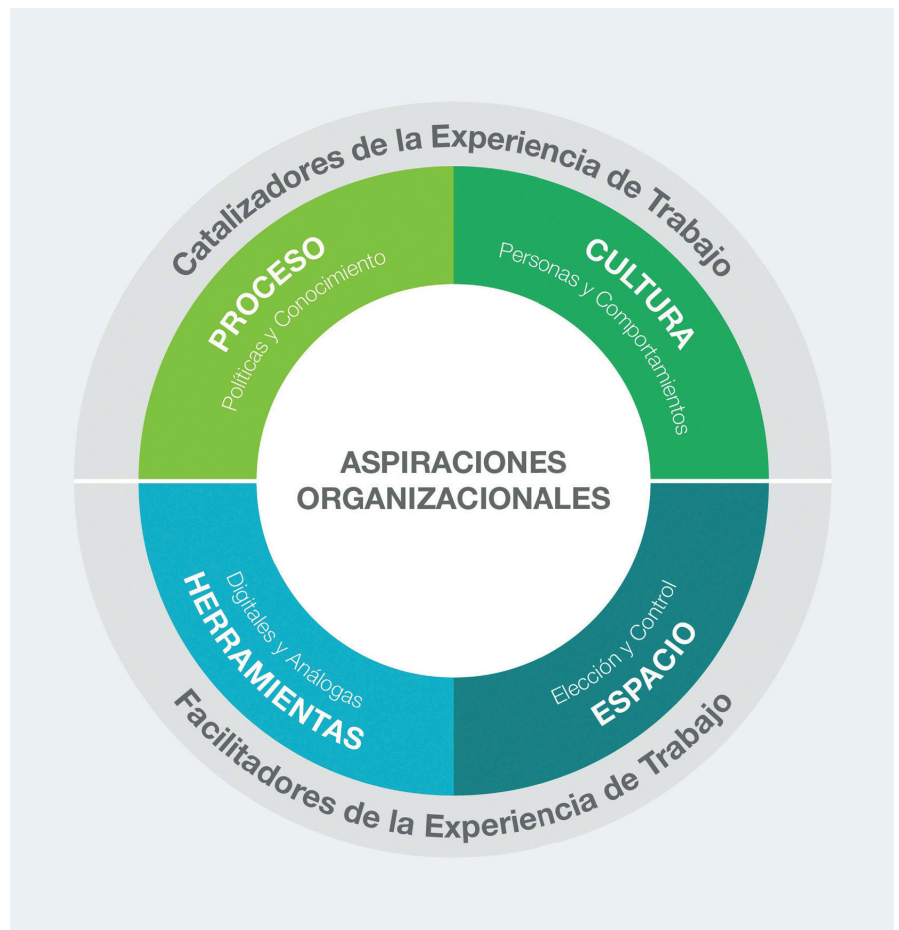 Catalizadores de la Experiencia de Trabajo
PROCESO
Políticas y Conocimiento
CULTURA
Personas y Comportamientos
ASPIRACIONES
ORGANIZACIONALES
Digitales y Análogas
HERRAMIENTAS
Elección y Control
ESPACIO
Facilitadores de la Experiencia de Trabajo